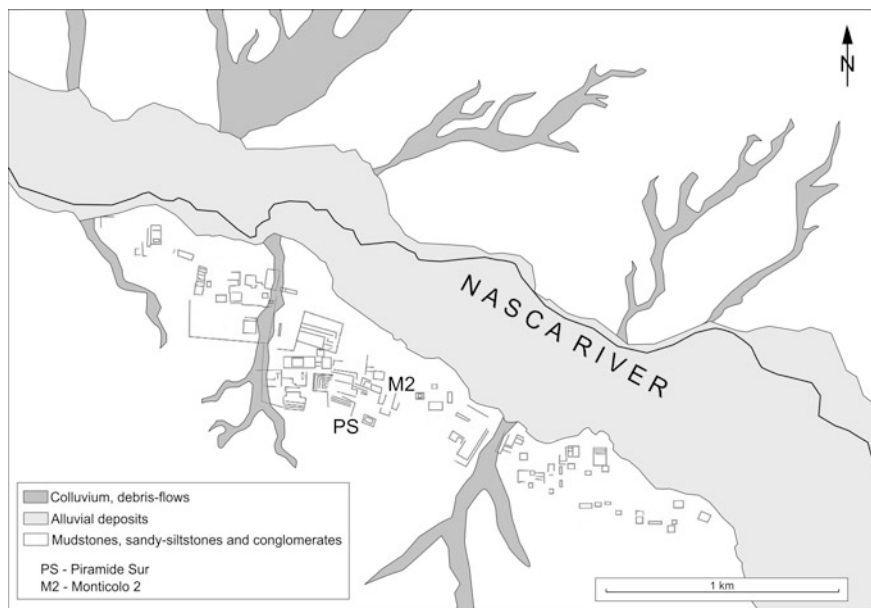 N
NASCA RIVER
M2
PS
Colluvium, debris-flows
Alluvial deposits
Mudstones, sandy-siltstones and conglomerates
PS - Piramide Sur
M2 - Monticolo 2
1 km